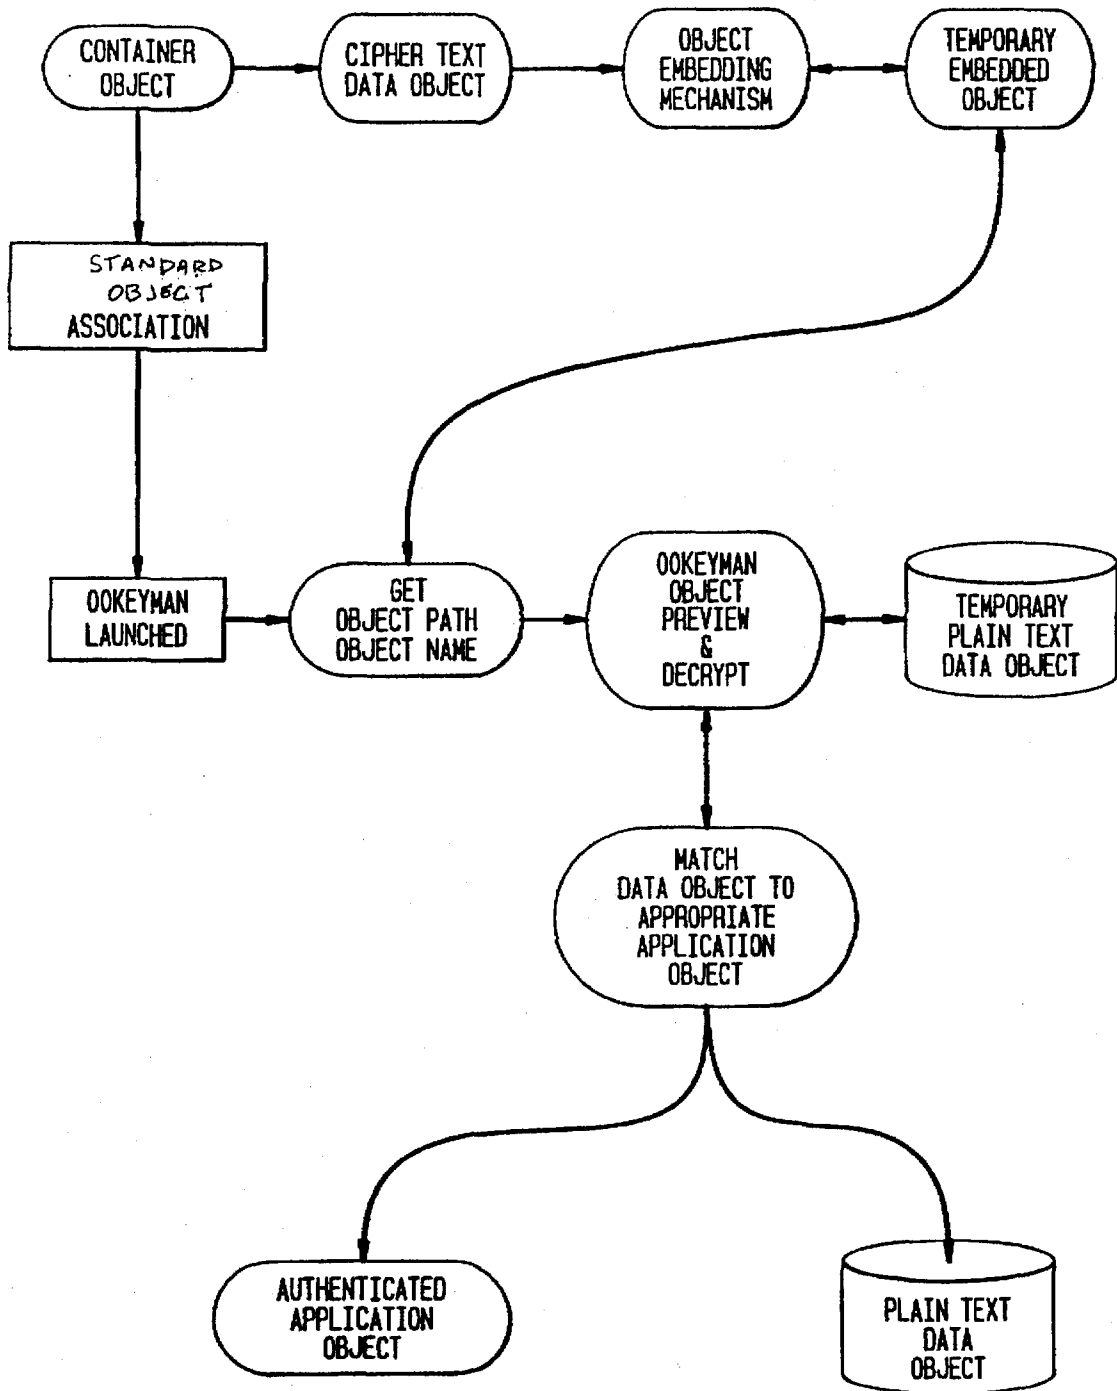 CONTAINER
OBJECT
CIPHER TEXT
DATA OBJECT
OBJECT
EMBEDDING
MECHANISM
TEMPORARY
EMBEDDED
OBJECT
STANDARD
OBJECT
ASSOCIATION
OOKEYMAN
LAUNCHED
GET
OBJECT PATH
OBJECT NAME
OOKEYMAN
OBJECT
PREVIEW
&
DECRYPT
TEMPORARY
PLAIN TEXT
DATA OBJECT
MATCH
DATA OBJECT TO
APPROPRIATE
APPLICATION
OBJECT
AUTHENTICATED
APPLICATION
OBJECT
PLAIN TEXT
DATA
OBJECT